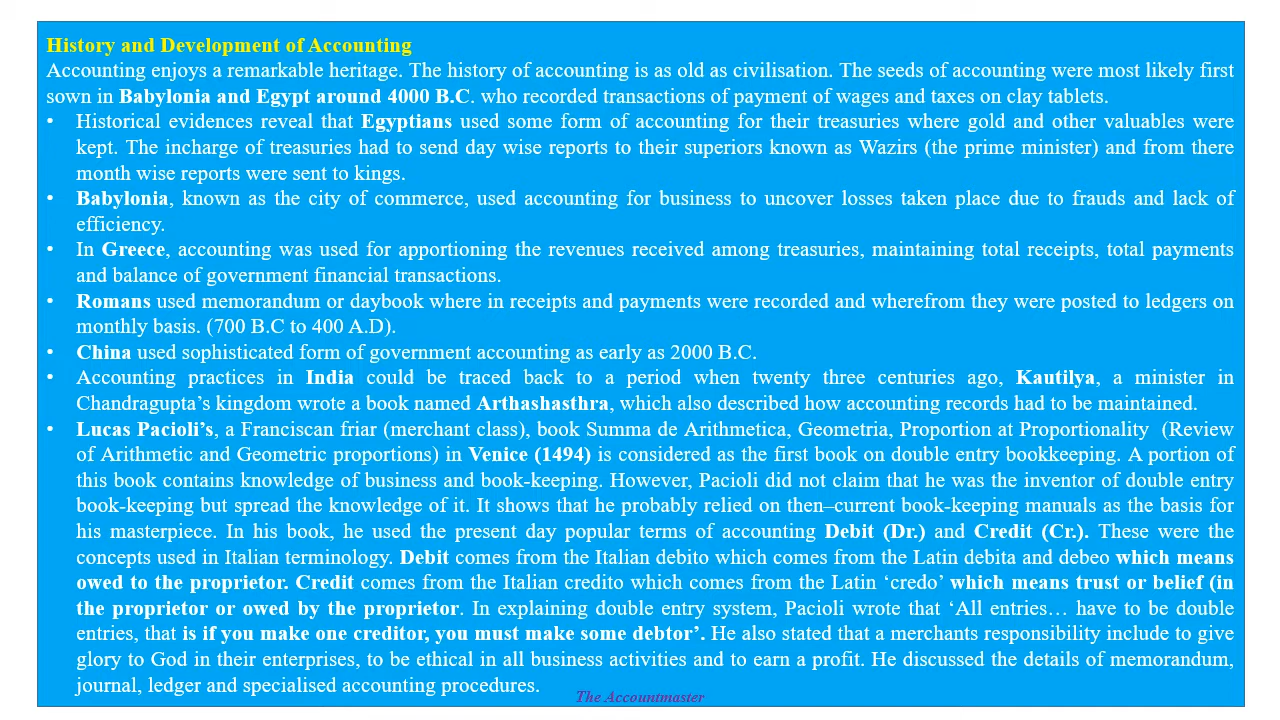 History and Development of Accounting
Accounting enjoys a remarkable heritage. The history of accounting is as old as civilisation. The seeds of accounting were most likely first
sown in Babylonia and Egypt around 4000 B.C. who recorded transactions of payment of wages and taxes on clay tablets.
• Historical evidences reveal that Egyptians used some form of accounting for their treasuries where gold and other valuables were
kept. The incharge of treasuries had to send day wise reports to their superiors known as Wazirs (the prime minister) and from there
month wise reports were sent to kings.
• Babylonia, known as the city of commerce, used accounting for business to uncover losses taken place due to frauds and lack of
efficiency.
• In Greece, accounting was used for apportioning the revenues received among treasuries, maintaining total receipts, total payments
and balance of government financial transactions.
• Romans used memorandum or daybook where in receipts and payments were recorded and wherefrom they were posted to ledgers on
monthly basis. (700 B.C to 400 A.D).
• China used sophisticated form of government accounting as early as 2000 B.C.
• Accounting practices in India could be traced back to a period when twenty three centuries ago, Kautilya, a minister in
Chandragupta’s kingdom wrote a book named Arthashasthra, which also described how accounting records had to be maintained.
• Lucas Pacioli’s, a Franciscan friar (merchant class), book Summa de Arithmetica, Geometria, Proportion at Proportionality (Review
of Arithmetic and Geometric proportions) in Venice (1494) is considered as the first book on double entry bookkeeping. A portion of
this book contains knowledge of business and book-keeping. However, Pacioli did not claim that he was the inventor of double entry
book-keeping but spread the knowledge of it. It shows that he probably relied on then–current book-keeping manuals as the basis for
his masterpiece. In his book, he used the present day popular terms of accounting Debit (Dr.) and Credit (Cr.). These were the
concepts used in Italian terminology. Debit comes from the Italian debito which comes from the Latin debita and debeo which means
owed to the proprietor. Credit comes from the Italian credito which comes from the Latin ‘credo’ which means trust or belief (in
the proprietor or owed by the proprietor. In explaining double entry system, Pacioli wrote that ‘All entries… have to be double
entries, that is if you make one creditor, you must make some debtor’. He also stated that a merchants responsibility include to give
glory to God in their enterprises, to be ethical in all business activities and to earn a profit. He discussed the details of memorandum,
journal, ledger and specialised accounting procedures.
The Accountmaster